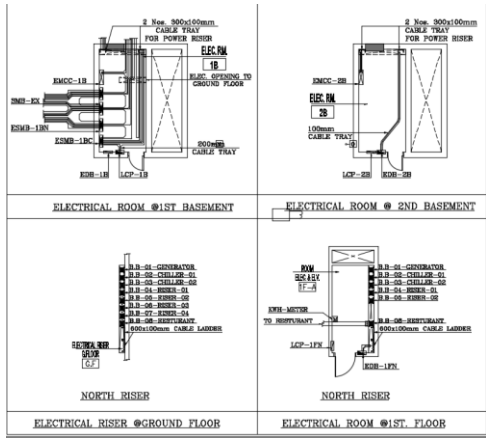 2 Nos. 300x100mm
CABLE TRAY
FOR POWER RISER
ELEC. RM.
1B
EMCC-1B
ELEC. OPENING TO
GROUND FLOOR
SMB-EX
ESMB-1BN
ESMB-1BC
200mm
CABLE TRAY
EDB-1B
LCP-1B
ELECTRICAL ROOM @1ST BASEMENT
2 Nos. 300x100mm
CABLE TRAY
FOR POWER RISER
EMCC-2B
ELEC. RM.
2B
100mm
CABLE TRAY
LCP-2B
EDB-2B
ELECTRICAL ROOM @ 2ND BASEMENT
B.B-01-GENERATOR
B.B-02-CHILLER-01
B.B-03-CHILLER-02
B.B-04-RISER-01
B.B-05-RISER-02
B.B-06-RISER-03
B.B-07-RISER-04
B.B-08-RESTURANT
600x100mm CABLE LADDER
ELECTRICAL RISER
G.FLOOR
G.F
NORTH RISER
ELECTRICAL RISER @GROUND FLOOR
ROOM
ELEC & E.V.
1F-A
B.B-01-GENERATOR
B.B-02-CHILLER-01
B.B-03-CHILLER-02
B.B-04-RISER-01
B.B-05-RISER-02
KWH-METER
TO RESTURANT
B.B-08-RESTURANT
600x100mm CABLE LADDER
LCP-1FN
EDB-1FN
NORTH RISER
ELECTRICAL ROOM @1ST. FLOOR